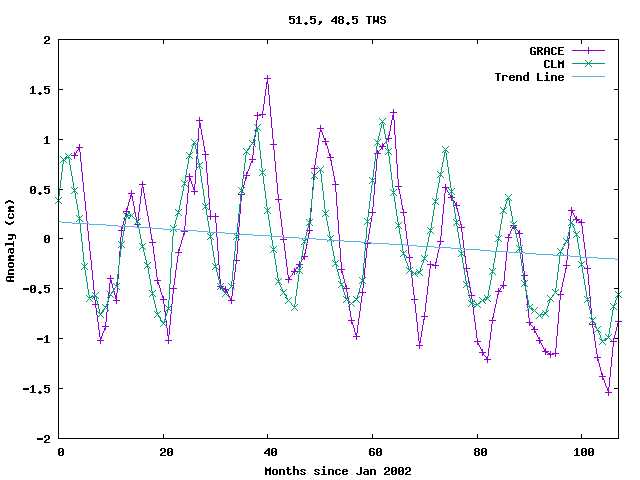 51.5, 48.5 TWS
GRACE
CLM
Trend Line
2
1.5
1
0.5
0
-0.5
-1
-1.5
-2
Anomaly (cm)
0 20 40 60 80 100
Months since Jan 2002